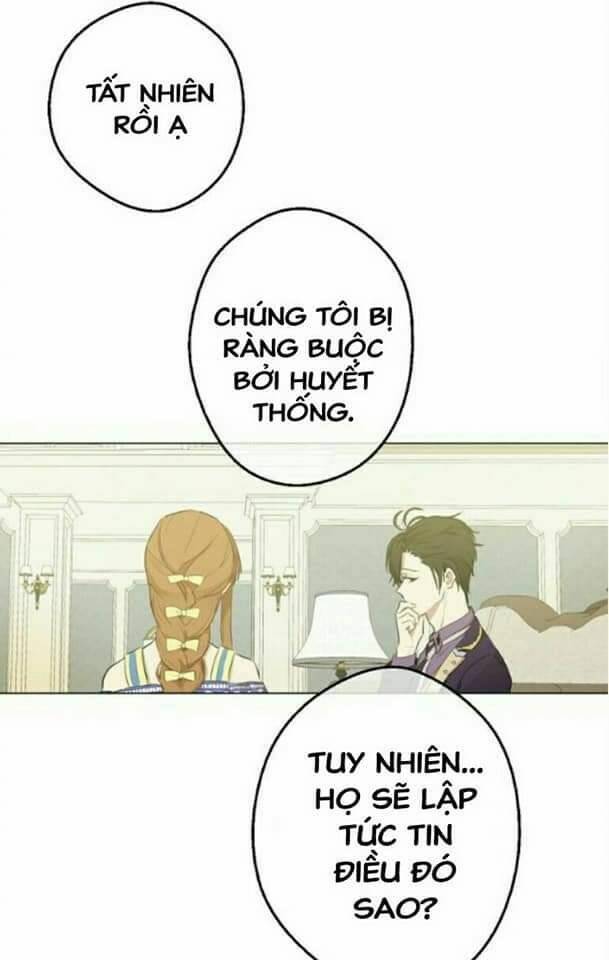 TẤT NHIÊN
RỒI Ạ
CHÚNG TÔI BỊ
RÀNG BUỘC
BỞI HUYẾT
THỐNG.
TUY NHIÊN...
HỌ SẼ LẬP
TỨC TIN
ĐIỀU ĐÓ
SAO?